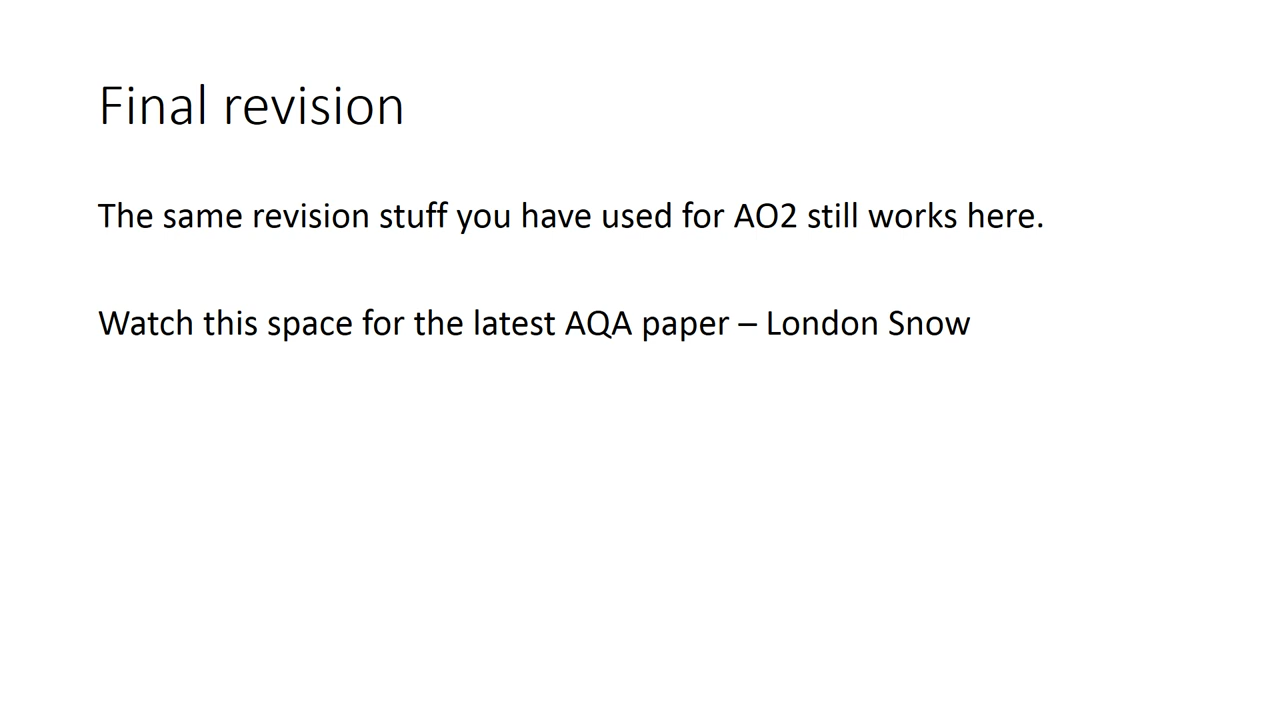 Final revision
The same revision stuff you have used for AO2 still works here.
Watch this space for the latest AQA paper – London Snow